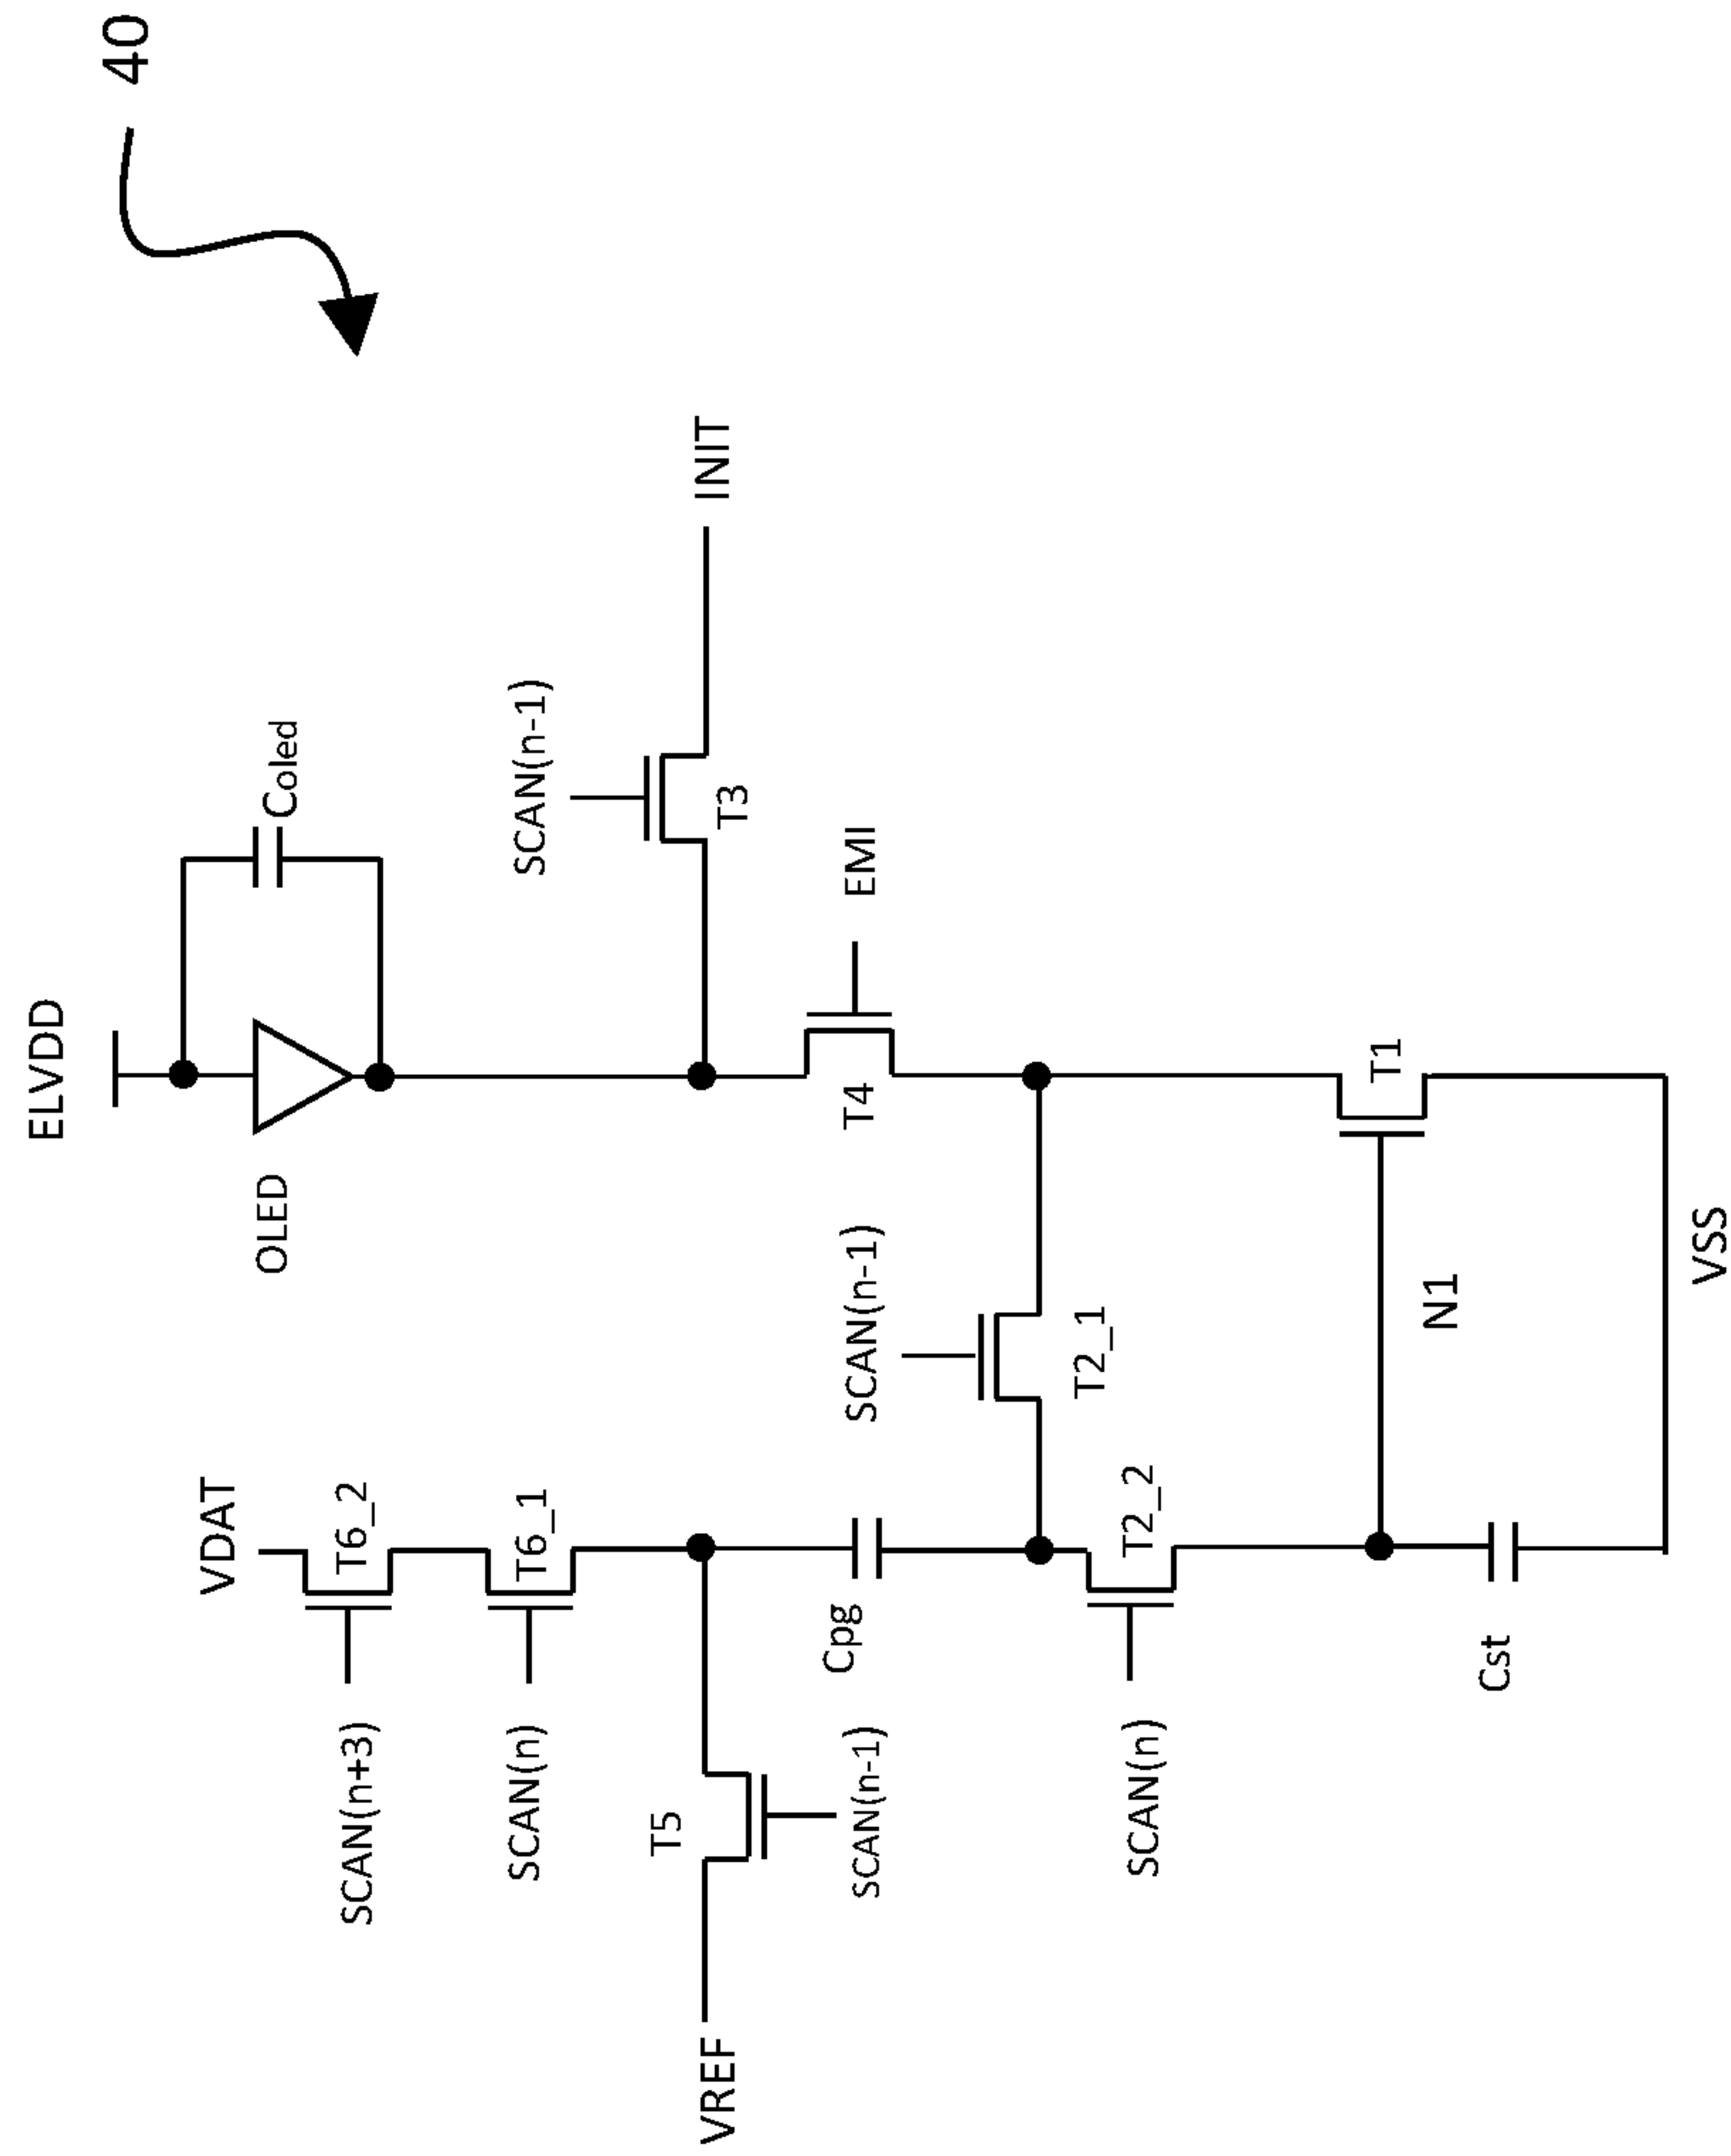 40
ELVDD
Coled
OLED
SCAN(n-1)
INIT
T3
EMI
T4
VDAT
T6_2
SCAN(n+3)
T6_1
SCAN(n)
T5
VREF
SCAN(n-1)
Cpg
SCAN(n-1)
T2_1
T2_2
SCAN(n)
T1
N1
Cst
VSS